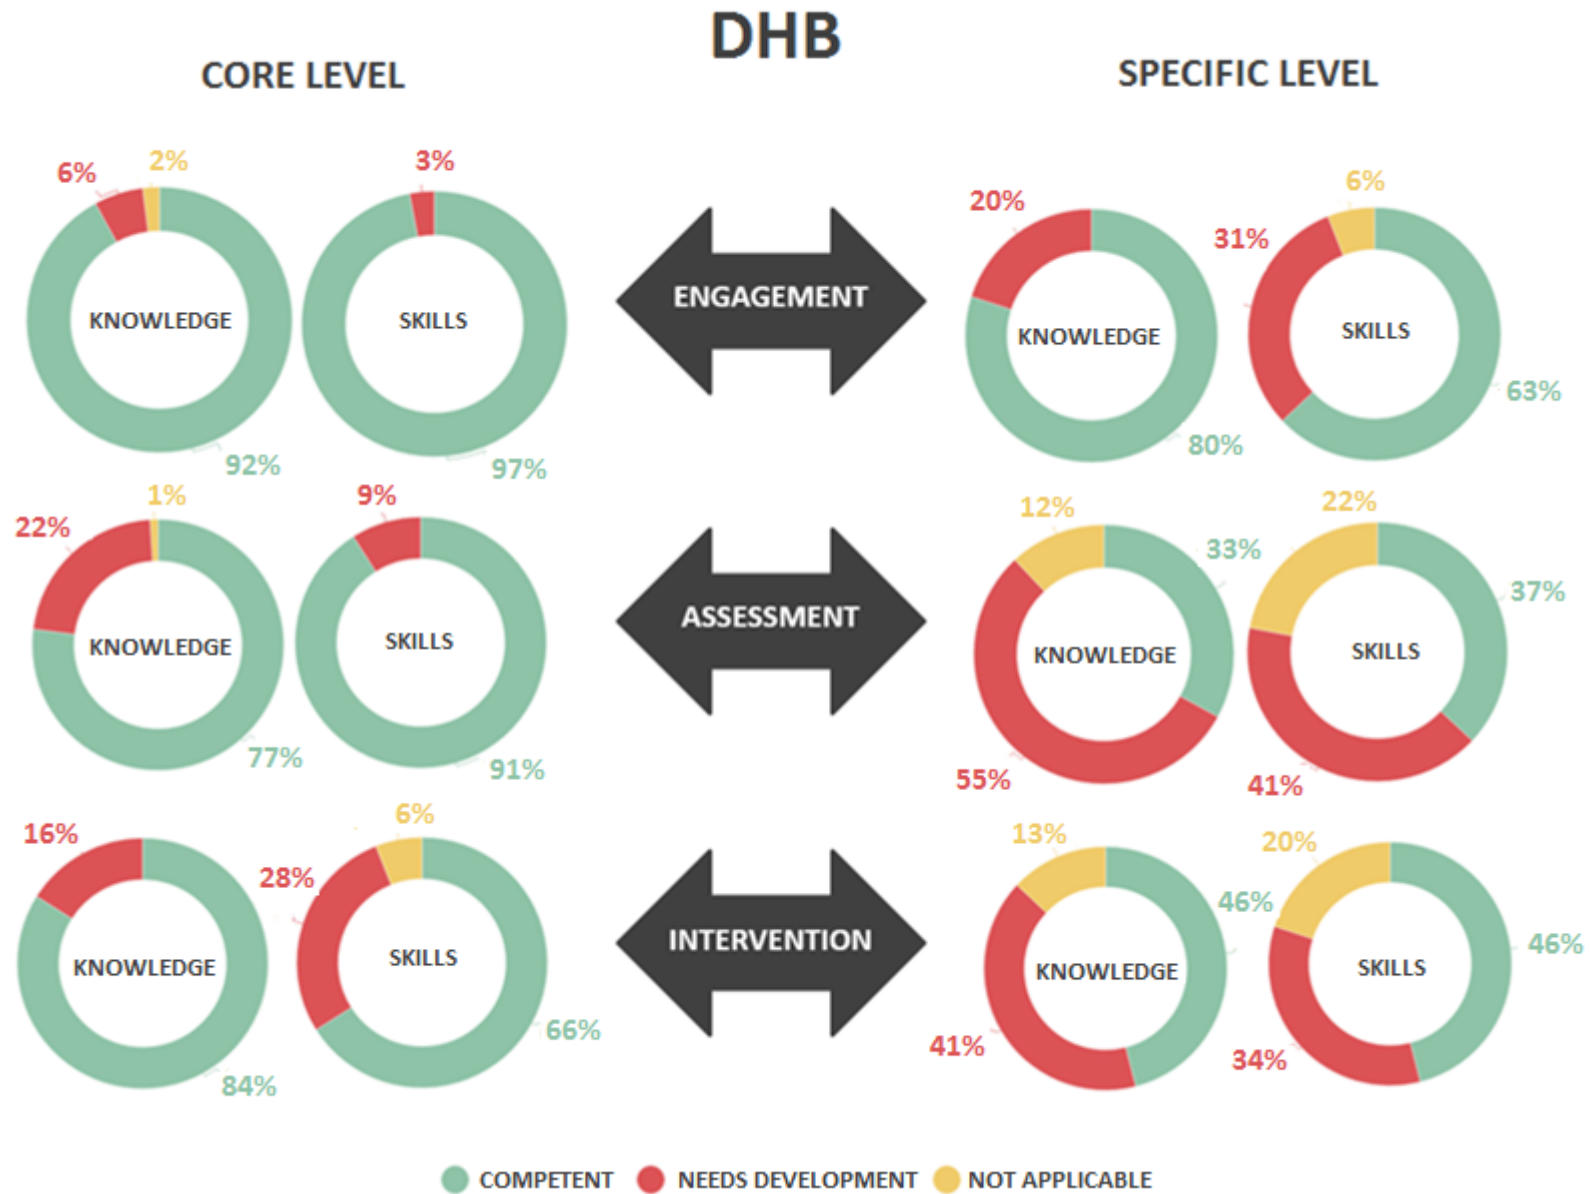 DHB
CORE LEVEL
SPECIFIC LEVEL
6%
2%
3%
KNOWLEDGE
SKILLS
92%
97%
ENGAGEMENT
20%
6%
31%
KNOWLEDGE
SKILLS
80%
63%
22%
1%
9%
KNOWLEDGE
SKILLS
77%
91%
ASSESSMENT
12%
33%
22%
37%
KNOWLEDGE
SKILLS
55%
41%
16%
28%
6%
KNOWLEDGE
SKILLS
84%
66%
INTERVENTION
13%
46%
20%
46%
KNOWLEDGE
SKILLS
41%
34%
COMPETENT
NEEDS DEVELOPMENT
NOT APPLICABLE